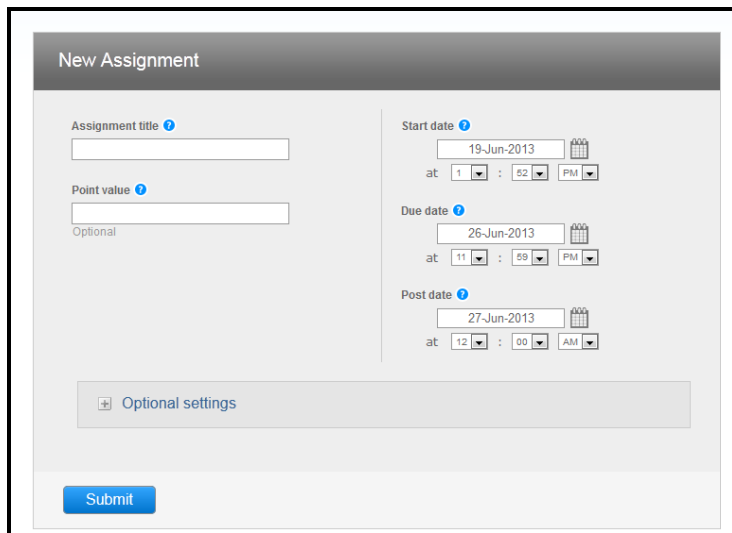 New Assignment
Assignment title ?
Point value ?
Optional
Start date ?
19-Jun-2013
at 1 : 52 PM
Due date ?
26-Jun-2013
at 11 : 59 PM
Post date ?
27-Jun-2013
at 12 : 00 AM
Optional settings
Submit